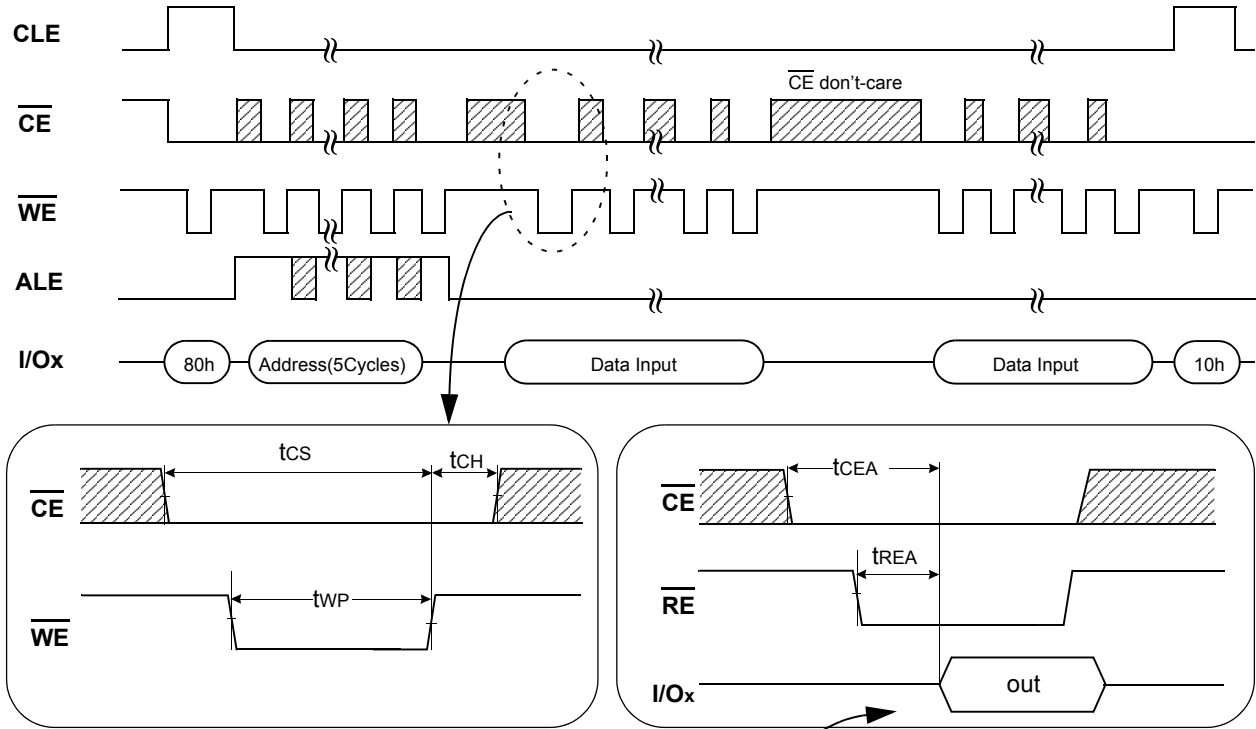 CLE
CE don't-care
CE
WE
ALE
I/Ox 80h Address(5Cycles) Data Input Data Input 10h
tCS tCH
CE
tWP
WE
tCEA
CE
tREA
RE
I/Ox out